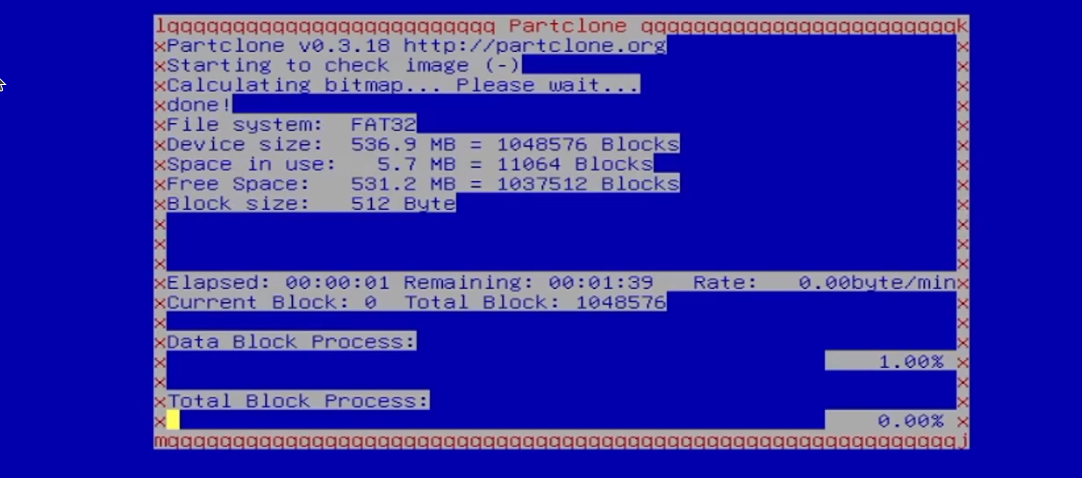 lqqqqqqqqqqqqqqqqqqqqqqqqq Partclone qqqqqqqqqqqqqqqqqqqqqqqqk
xPartclone v0.3.18 http://partclone.org x
xStarting to check image (-) x
xCalculating bitmap... Please wait... x
xdone! x
xFile system: FAT32 x
xDevice size: 536.9 MB = 1048576 Blocks x
xSpace in use: 5.7 MB = 11064 Blocks x
xFree Space: 531.2 MB = 1037512 Blocks x
xBlock size: 512 Byte x
x x
x x
x x
xElapsed: 00:00:01 Remaining: 00:01:39 Rate: 0.00byte/minx
xCurrent Block: 0 Total Block: 1048576 x
x x
xData Block Process: x
x 1.00% x
x x
xTotal Block Process: x
x 0.00% x
mqqqqqqqqqqqqqqqqqqqqqqqqqqqqqqqqqqqqqqqqqqqqqqqqqqqqqqqqqqqqj